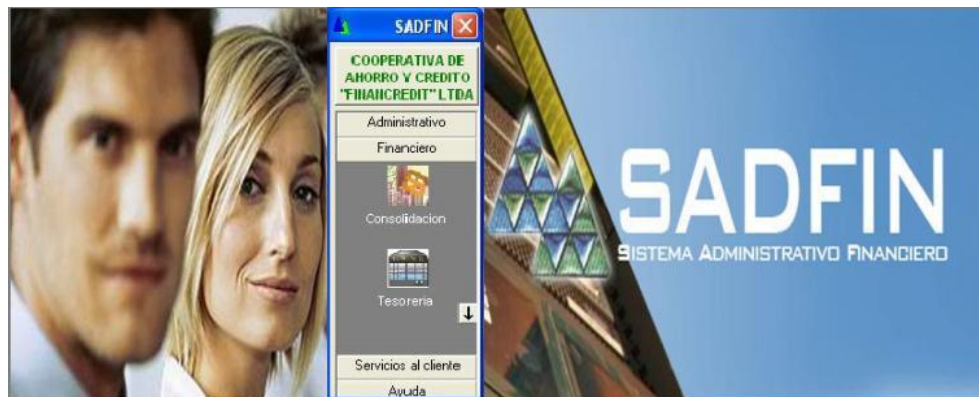 SADFIN
COOPERATIVA DE
AHORRO Y CREDITO
"FINANCREDIT" LTDA
Administrativo
Financiero
Consolidacion
Tesoreria
Servicios al cliente
Ayuda
SADFIN
SISTEMA ADMINISTRATIVO FINANCIERO